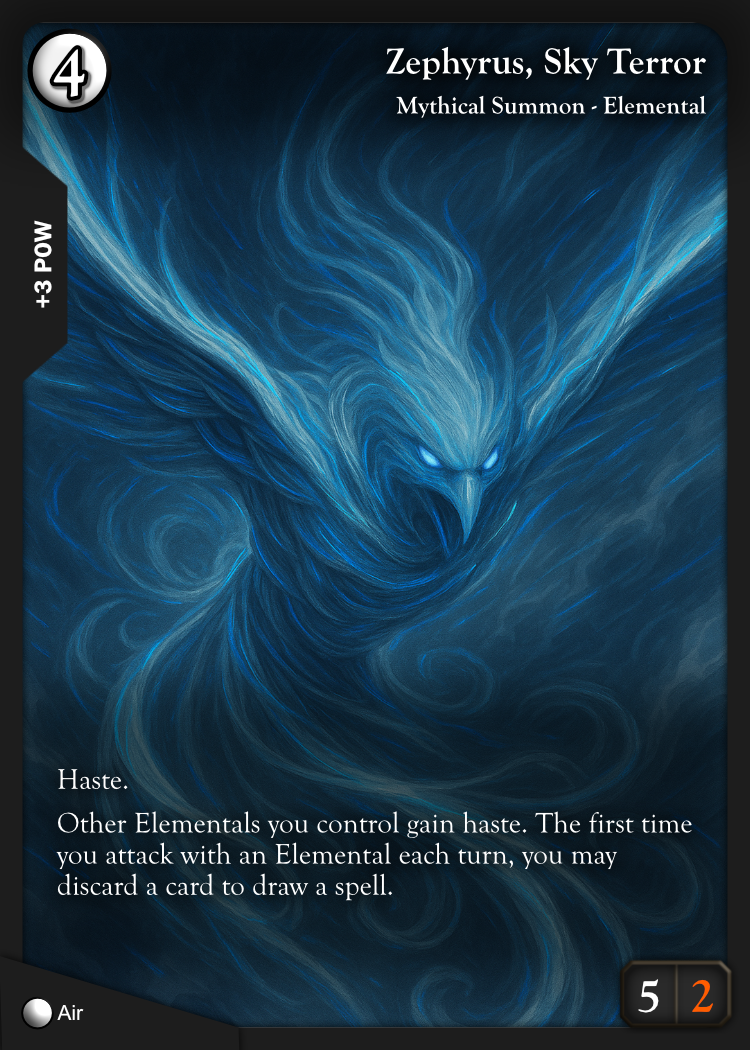 4
Zephyrus, Sky Terror
Mythical Summon - Elemental
+3 POW
Haste.
Other Elementals you control gain haste. The first time
you attack with an Elemental each turn, you may
discard a card to draw a spell.
Air
5 2